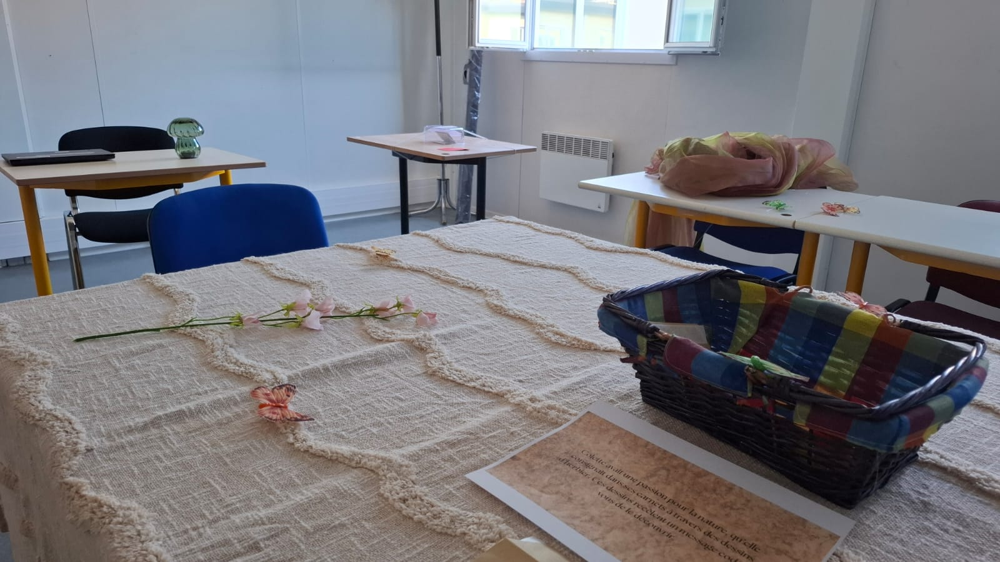 Colette avait une passion pour la nature, qu'elle
consignait dans ses carnets à travers des dessins
d'herbier. Ces dessins recèlent un message codé
vous de le découvrir.